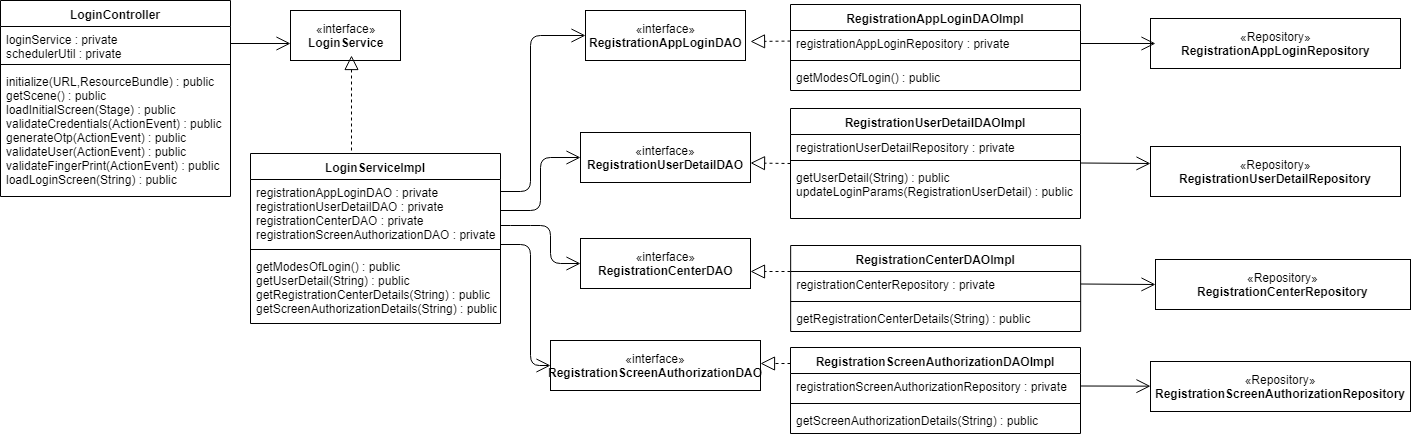 LoginController
loginService : private
schedulerUtil : private
initialize(URL,ResourceBundle) : public
getScene() : public
loadInitialScreen(Stage) : public
validateCredentials(ActionEvent) : public
generateOtp(ActionEvent) : public
validateUser(ActionEvent) : public
validateFingerPrint(ActionEvent) : public
loadLoginScreen(String) : public
«interface»
LoginService
LoginServiceImpl
registrationAppLoginDAO : private
registrationUserDetailDAO : private
registrationCenterDAO : private
registrationScreenAuthorizationDAO : private
getModesOfLogin() : public
getUserDetail(String) : public
getRegistrationCenterDetails(String) : public
getScreenAuthorizationDetails(String) : public
«interface»
RegistrationAppLoginDAO
«interface»
RegistrationUserDetailDAO
«interface»
RegistrationCenterDAO
«interface»
RegistrationScreenAuthorizationDAO
RegistrationAppLoginDAOImpl
registrationAppLoginRepository : private
getModesOfLogin() : public
RegistrationUserDetailDAOImpl
registrationUserDetailRepository : private
getUserDetail(String) : public
updateLoginParams(RegistrationUserDetail) : public
RegistrationCenterDAOImpl
registrationCenterRepository : private
getRegistrationCenterDetails(String) : public
RegistrationScreenAuthorizationDAOImpl
registrationScreenAuthorizationRepository : private
getScreenAuthorizationDetails(String) : public
«Repository»
RegistrationAppLoginRepository
«Repository»
RegistrationUserDetailRepository
«Repository»
RegistrationCenterRepository
«Repository»
RegistrationScreenAuthorizationRepository